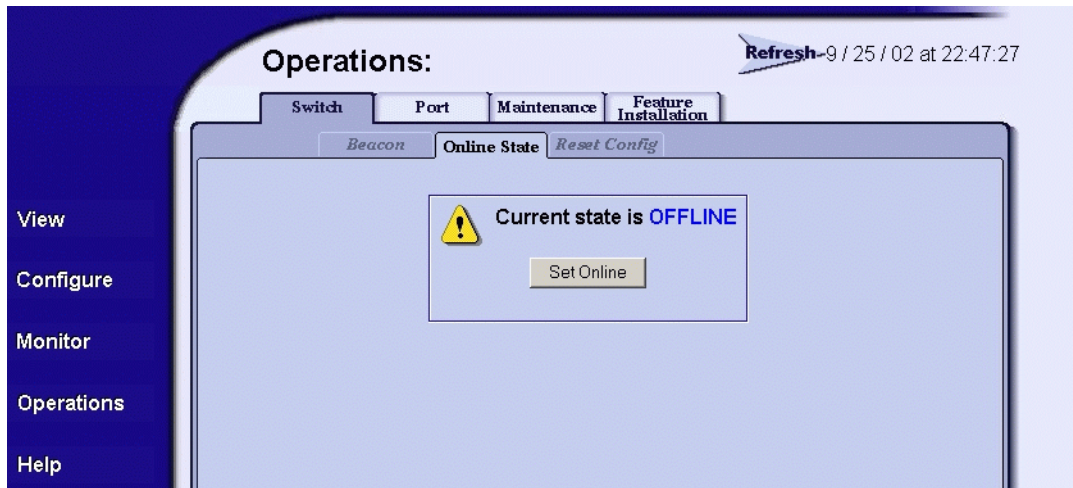 Operations:
Refresh-9 / 25 / 02 at 22:47:27
Switch
Port
Maintenance
Feature
Installation
Beacon
Online State
Reset Config
Current state is OFFLINE
Set Online
View
Configure
Monitor
Operations
Help